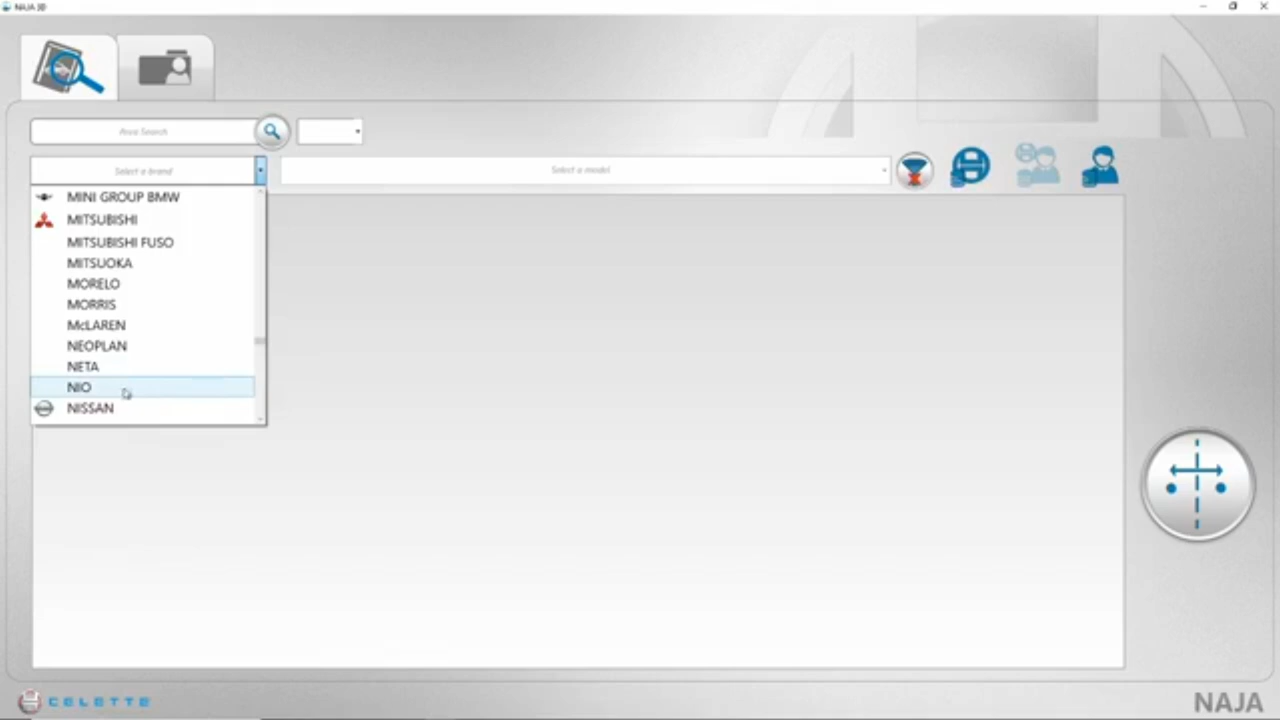 NAJA 3D
Area Search
Select a brand
Select a model
MINI GROUP BMW
MITSUBISHI
MITSUBISHI FUSO
MITSUOKA
MORELO
MORRIS
McLAREN
NEOPLAN
NETA
NIO
NISSAN
CELETTE
NAJA